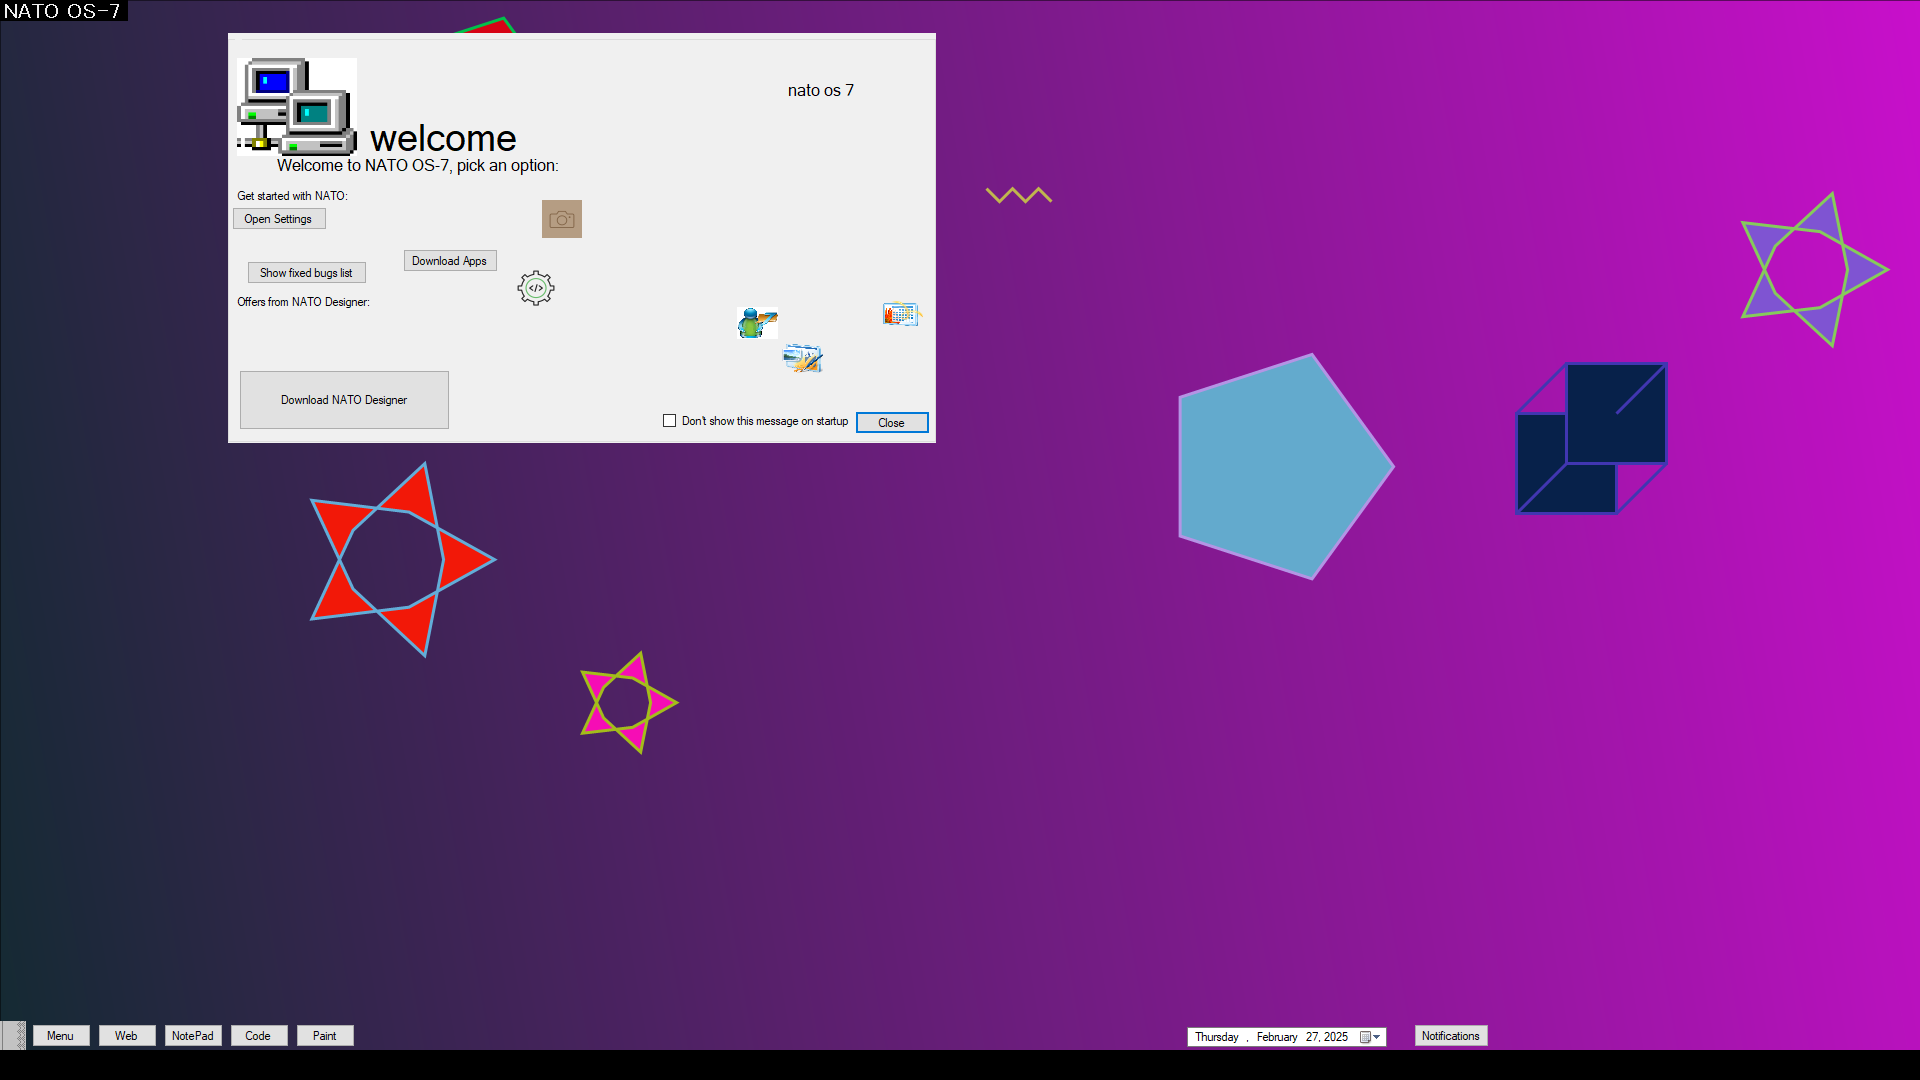 NATO OS-7
nato os 7
welcome
Welcome to NATO OS-7, pick an option:
Get started with NATO:
Open Settings
Download Apps
Show fixed bugs list
Offers from NATO Designer:
Download NATO Designer
Don't show this message on startup
Close
Menu
Web
NotePad
Code
Paint
Thursday , February 27, 2025
Notifications